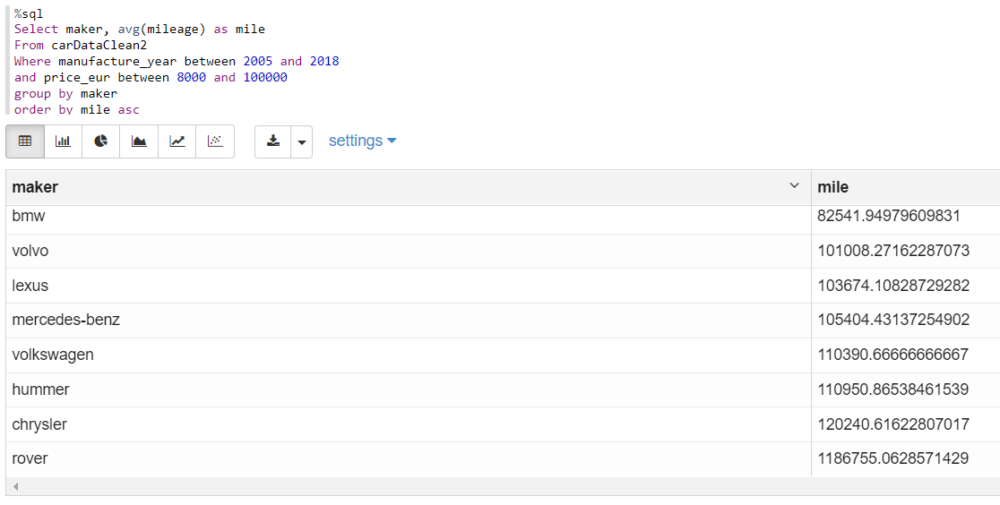 %sql
Select maker, avg(mileage) as mile
From carDataClean2
Where manufacture_year between 2005 and 2018
and price_eur between 8000 and 100000
group by maker
order by mile asc
settings
maker mile
bmw 82541.94979609831
volvo 101008.27162287073
lexus 103674.10828729282
mercedes-benz 105404.43137254902
volkswagen 110390.66666666667
hummer 110950.86538461539
chrysler 120240.61622807017
rover 1186755.0628571429